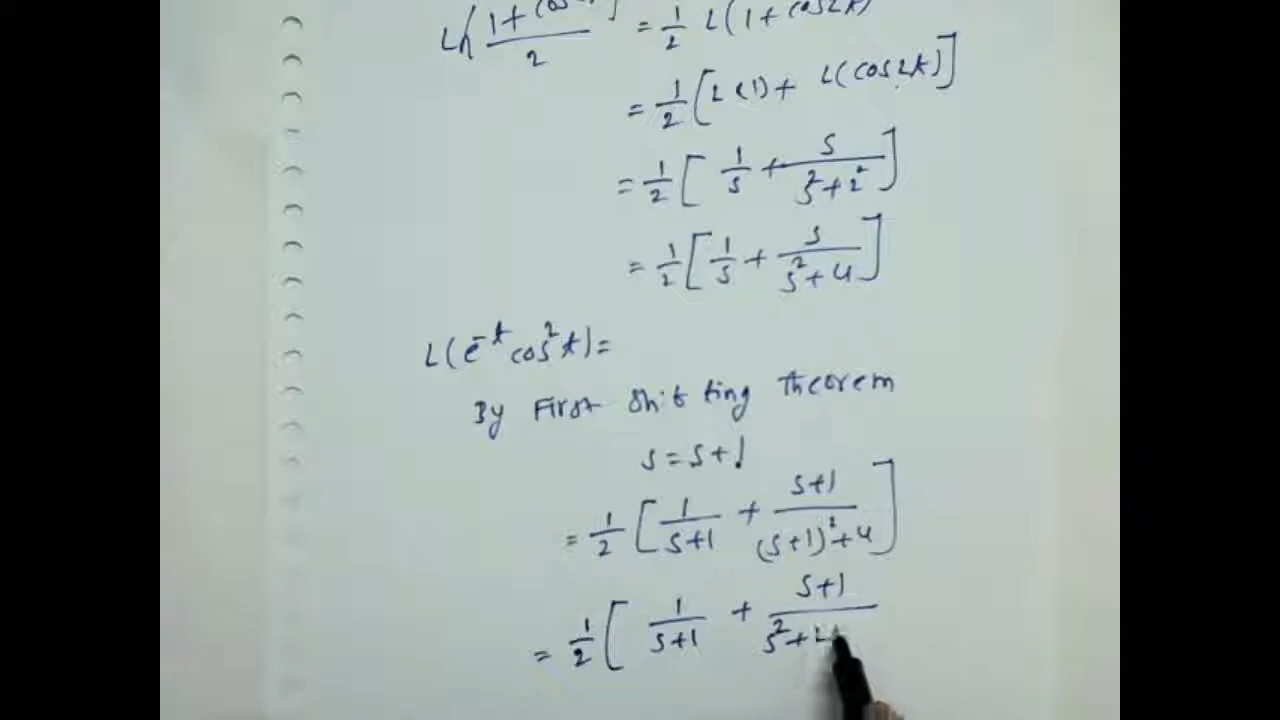 L{ 1 + cos / 2 = 1/2 L(1 + cos2t)
= 1/2 [L(1) + L(cos2t)]
= 1/2 [1/s + s/(s²+2²)]
= 1/2 [1/s + s/(s²+4)]
L(e^-t cos²t) =
By First Shifting Theorem
s = s+1
= 1/2 [1/(s+1) + (s+1)/((s+1)²+4)]
= 1/2 [1/(s+1) + (s+1)/(s²+